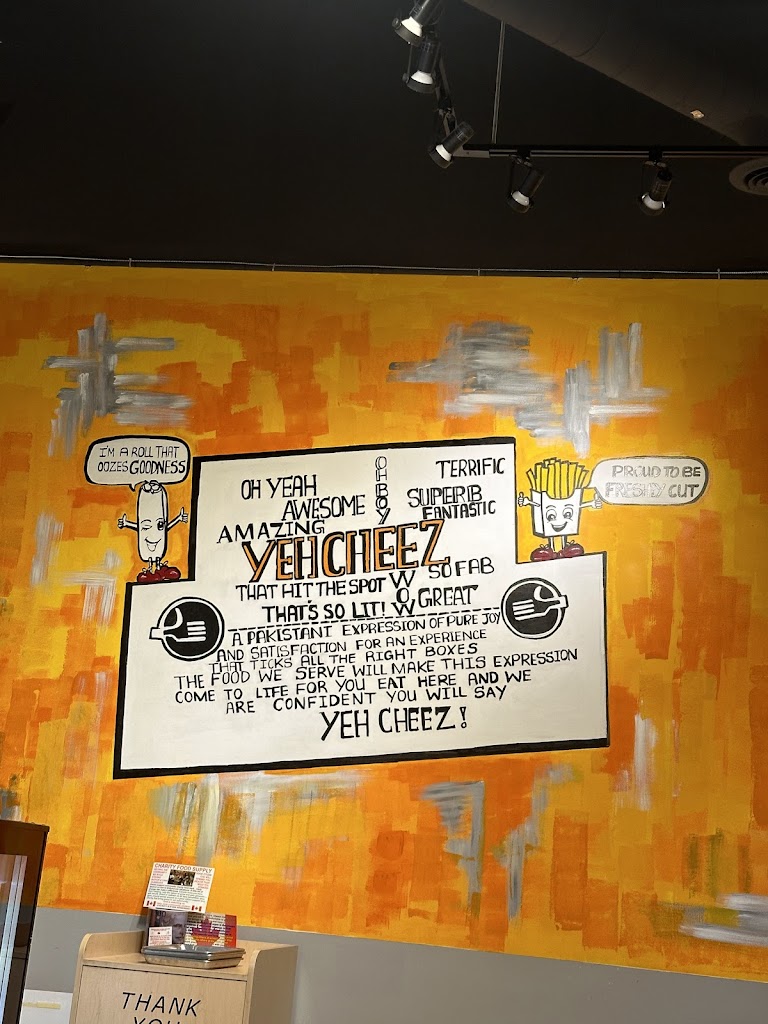 I'M A ROLL THAT
OOZES GOODNESS
PROUD TO BE
FRESHLY CUT
OH YEAH
OH BOY
TERRIFIC
AWESOME
SUPERB
AMAZING
FANTASTIC
YEH CHEEZ
SO FAB
THAT HIT THE SPOT
WOW
THAT'S SO LIT!
GREAT
A PAKISTANI EXPRESSION OF PURE JOY
AND SATISFACTION FOR AN EXPERIENCE
THAT TICKS ALL THE RIGHT BOXES
THE FOOD WE SERVE WILL MAKE THIS EXPRESSION
COME TO LIFE FOR YOU EAT HERE AND WE
ARE CONFIDENT YOU WILL SAY
YEH CHEEZ!
CHARITY FOOD SUPPLY
THANK
YOU